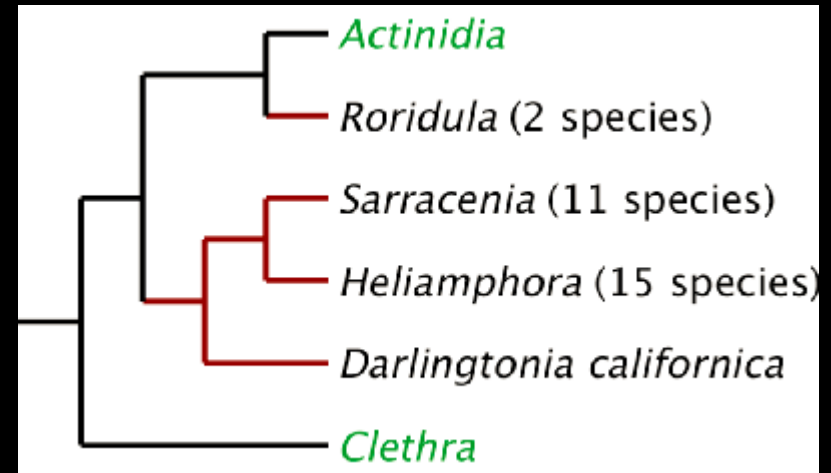 Actinidia
Roridula (2 species)
Sarracenia (11 species)
Heliamphora (15 species)
Darlingtonia californica
Clethra